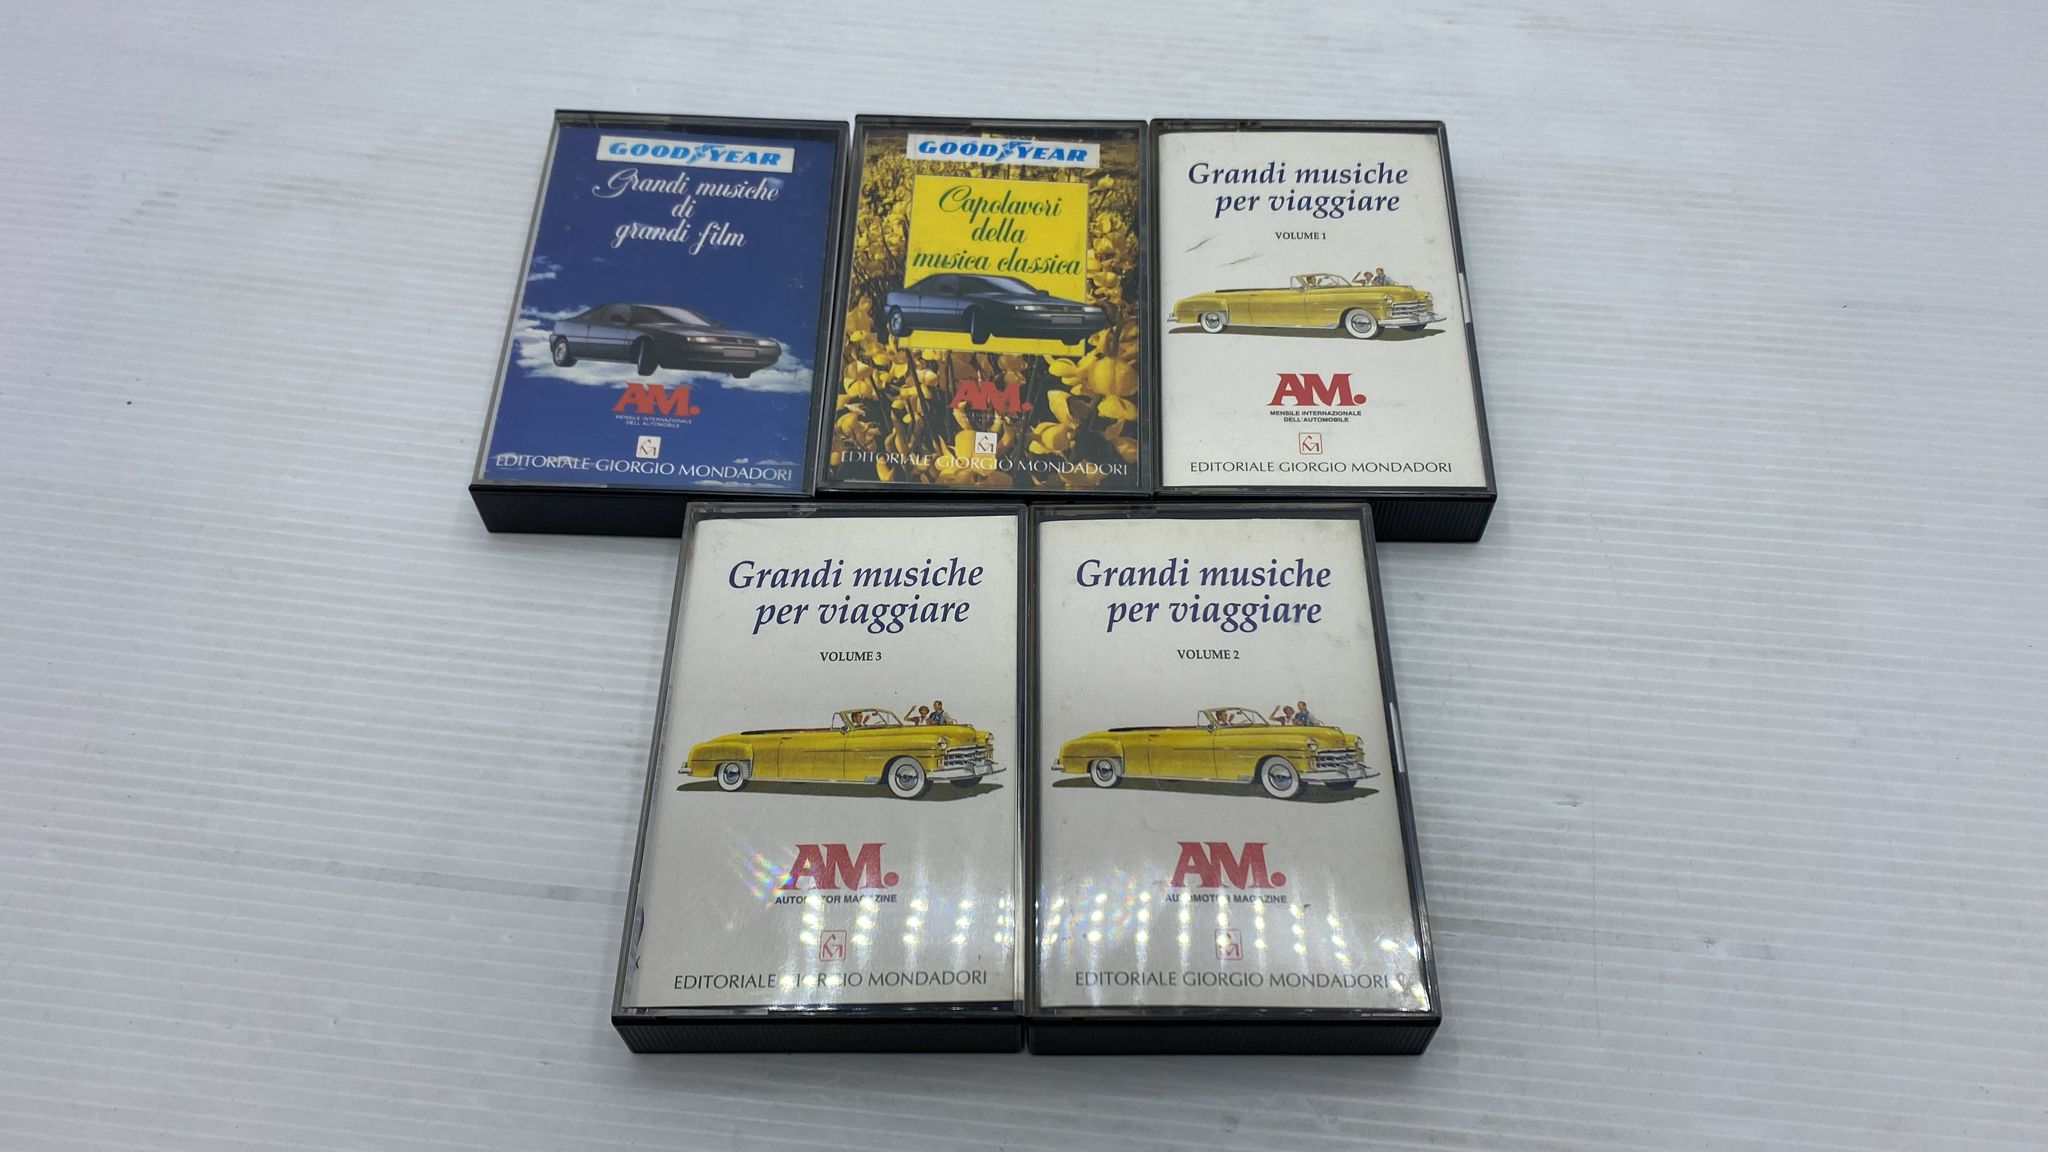 GOODYEAR
Grandi musiche
di
grandi film
AM.
MENSILE INTERNAZIONALE
DELL'AUTOMOBILE
EDITORIALE GIORGIO MONDADORI
GOODYEAR
Capolavori
della
musica classica
AM.
EDITORIALE GIORGIO MONDADORI
Grandi musiche
per viaggiare
VOLUME 1
AM.
MENSILE INTERNAZIONALE
DELL'AUTOMOBILE
EDITORIALE GIORGIO MONDADORI
Grandi musiche
per viaggiare
VOLUME 3
AM.
AUTOMOTOR MAGAZINE
EDITORIALE GIORGIO MONDADORI
Grandi musiche
per viaggiare
VOLUME 2
AM.
AUTOMOTOR MAGAZINE
EDITORIALE GIORGIO MONDADORI